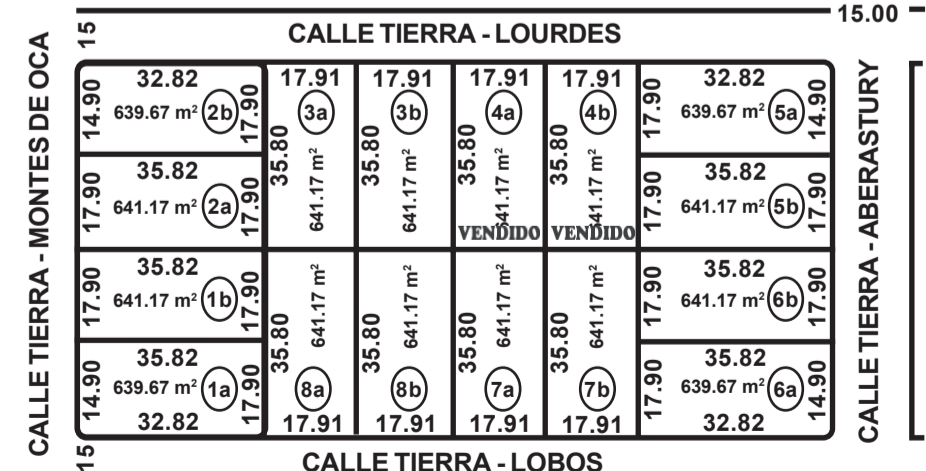 15.00
15
CALLE TIERRA - LOURDES
CALLE TIERRA - MONTES DE OCA
CALLE TIERRA - ABERASTURY
32.82
14.90
639.67 m² 2b
17.90
17.91
3a
35.80
641.17 m²
17.91
3b
35.80
641.17 m²
17.91
4a
35.80
641.17 m²
VENDIDO
17.91
4b
35.80
641.17 m²
VENDIDO
32.82
17.90
639.67 m² 5a
14.90
35.82
17.90
641.17 m² 2a
17.90
35.82
17.90
641.17 m² 5b
17.90
35.82
17.90
641.17 m² 1b
17.90
641.17 m²
35.80
8a
17.91
641.17 m²
35.80
8b
17.91
641.17 m²
35.80
7a
17.91
641.17 m²
35.80
7b
17.91
35.82
17.90
641.17 m² 6b
17.90
35.82
14.90
639.67 m² 1a
17.90
32.82
35.82
17.90
639.67 m² 6a
14.90
32.82
15
CALLE TIERRA - LOBOS